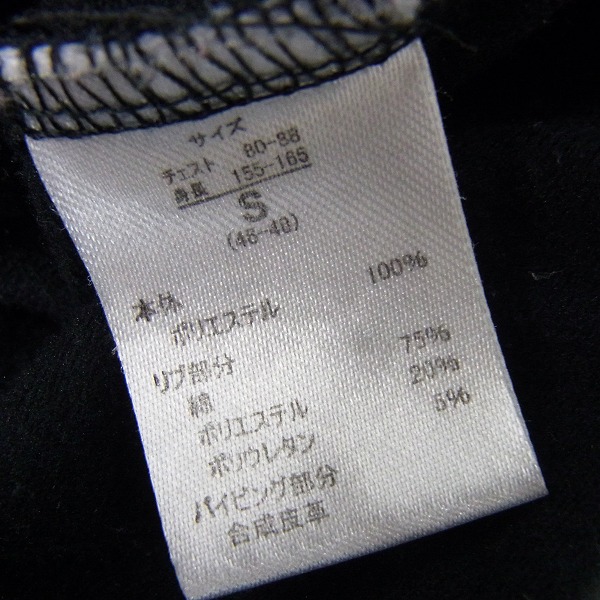 サイズ
チェスト 80-88
身長 155-165
S
(46-48)
本体
ポリエステル 100%
リブ部分
綿 75%
ポリエステル 20%
ポリウレタン 5%
パイピング部分
合成皮革